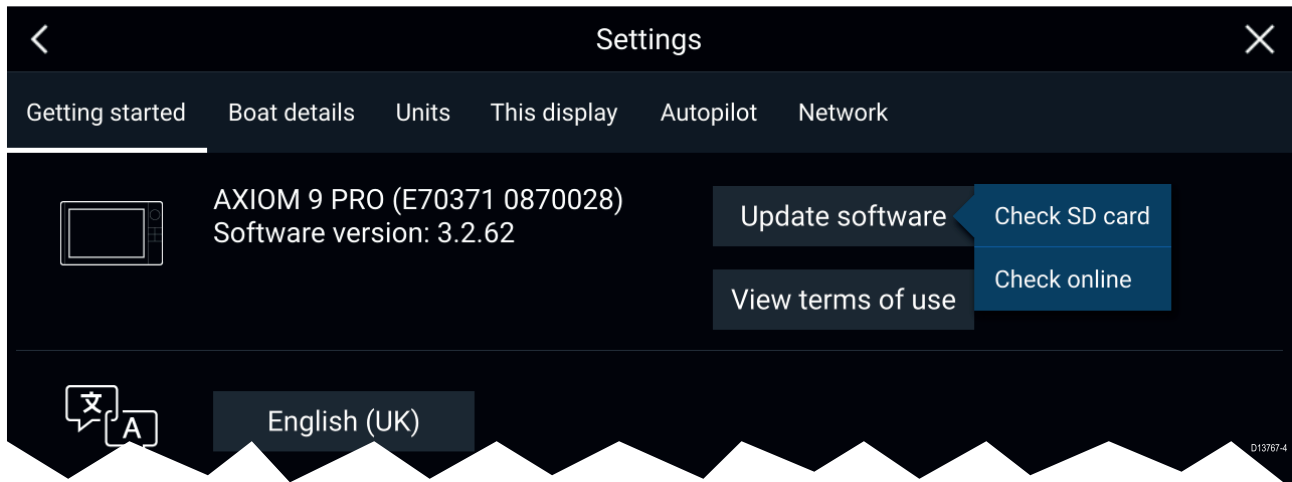 Settings
Getting started Boat details Units This display Autopilot Network
AXIOM 9 PRO (E70371 0870028)
Software version: 3.2.62
Update software
Check SD card
Check online
View terms of use
文
A
English (UK)
D13767-4